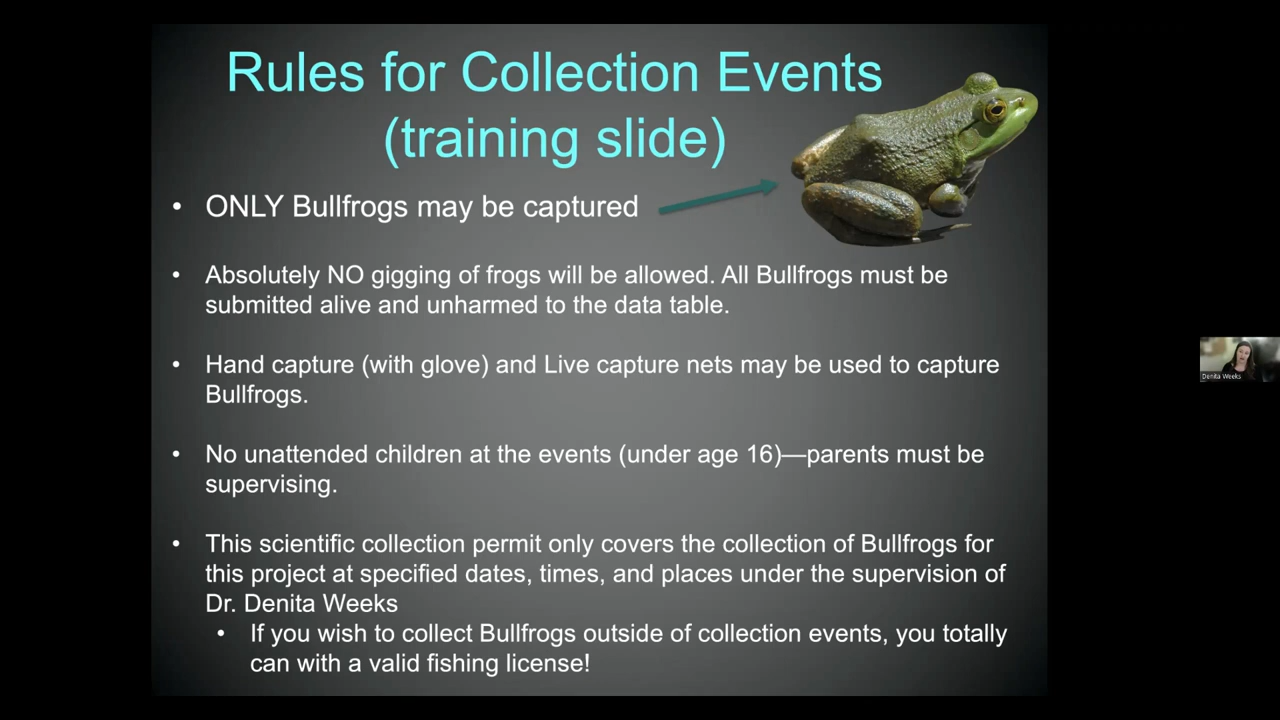 Rules for Collection Events
(training slide)
• ONLY Bullfrogs may be captured
• Absolutely NO gigging of frogs will be allowed. All Bullfrogs must be
submitted alive and unharmed to the data table.
• Hand capture (with glove) and Live capture nets may be used to capture
Bullfrogs.
• No unattended children at the events (under age 16)—parents must be
supervising.
• This scientific collection permit only covers the collection of Bullfrogs for
this project at specified dates, times, and places under the supervision of
Dr. Denita Weeks
• If you wish to collect Bullfrogs outside of collection events, you totally
can with a valid fishing license!
Denita Weeks